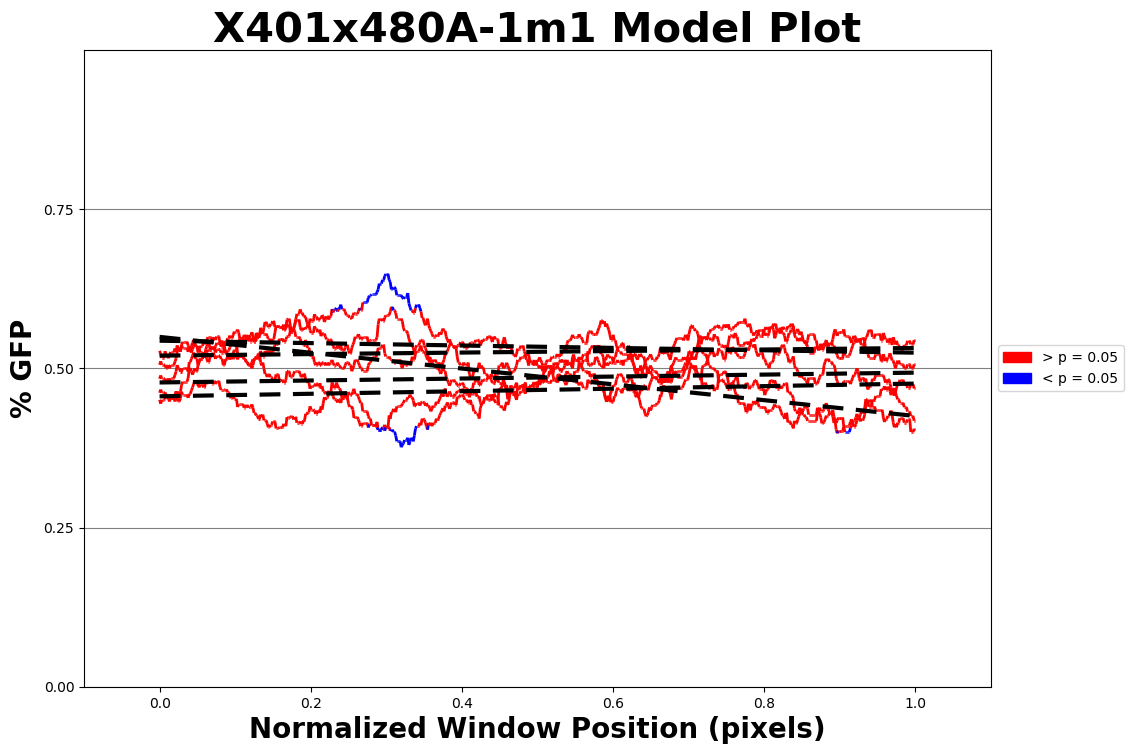 X401x480A-1m1 Model Plot
% GFP
0.75
0.50
0.25
0.00
0.0 0.2 0.4 0.6 0.8 1.0
Normalized Window Position (pixels)
> p = 0.05
< p = 0.05